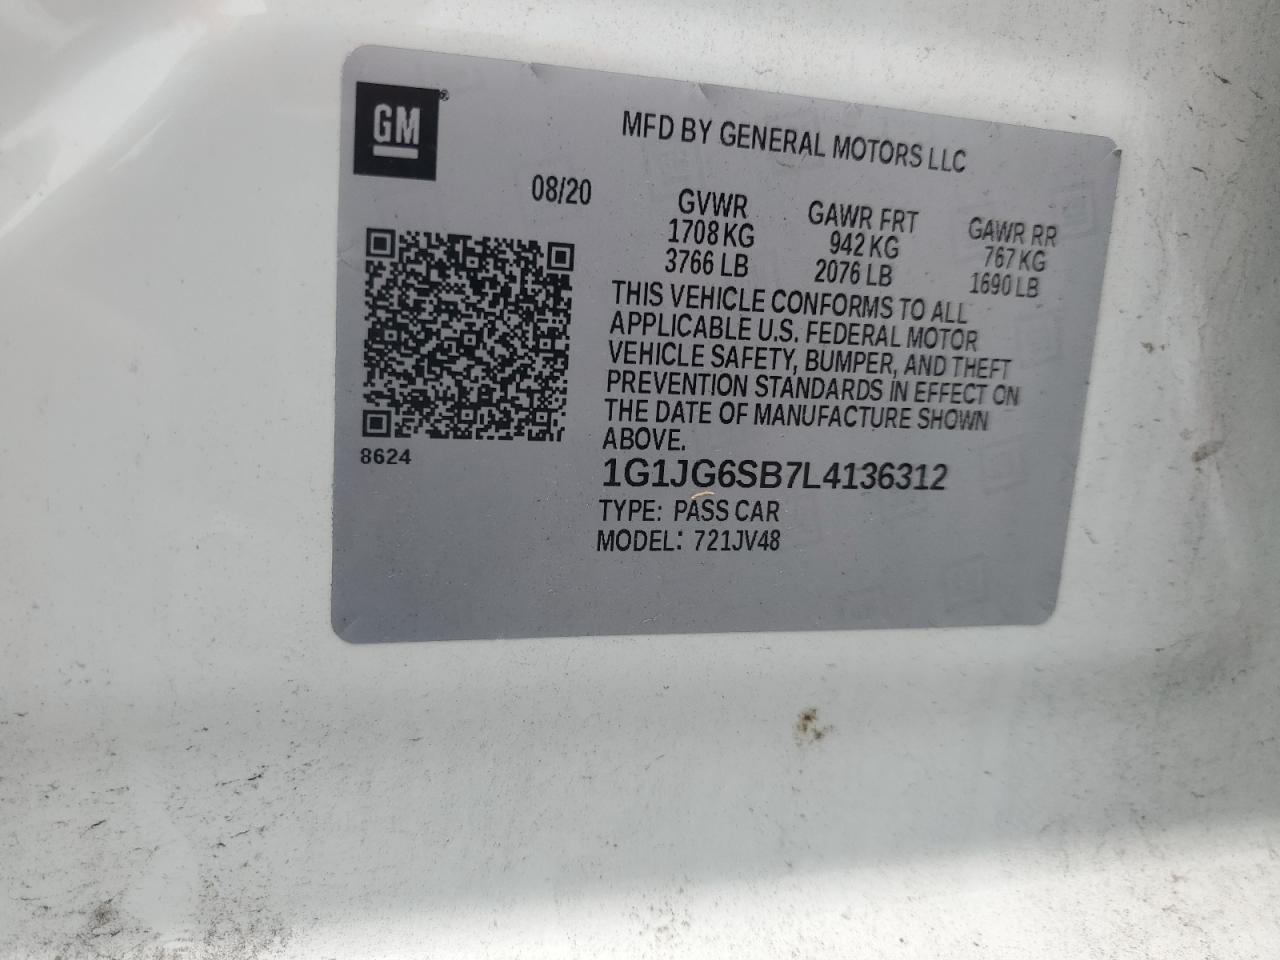 GM®
MFD BY GENERAL MOTORS LLC
08/20
GVWR GAWR FRT GAWR RR
1708 KG 942 KG 767 KG
3766 LB 2076 LB 1690 LB
THIS VEHICLE CONFORMS TO ALL
APPLICABLE U.S. FEDERAL MOTOR
VEHICLE SAFETY, BUMPER, AND THEFT
PREVENTION STANDARDS IN EFFECT ON
THE DATE OF MANUFACTURE SHOWN
ABOVE.
8624
1G1JG6SB7L4136312
TYPE: PASS CAR
MODEL: 721JV48